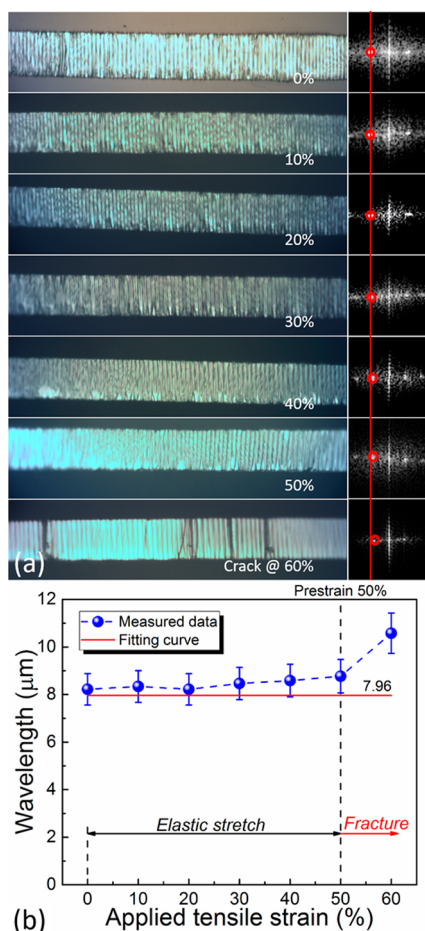 0%
10%
20%
30%
40%
50%
(a) Crack @ 60%
Prestrain 50%
12
10
8
6
4
2
0
Wavelength (μm)
Measured data
Fitting curve
7.96
Elastic stretch
Fracture
0 10 20 30 40 50 60
(b) Applied tensile strain (%)